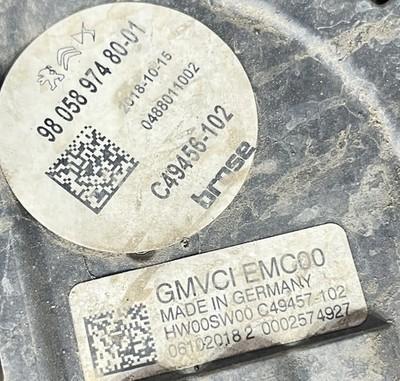 98 058 974 80-01
2018-10-15
0488011002
C49456-102
brose
GMVCI EMC00
MADE IN GERMANY
HW00SW00 C49457-102
06102018 2 0002574927